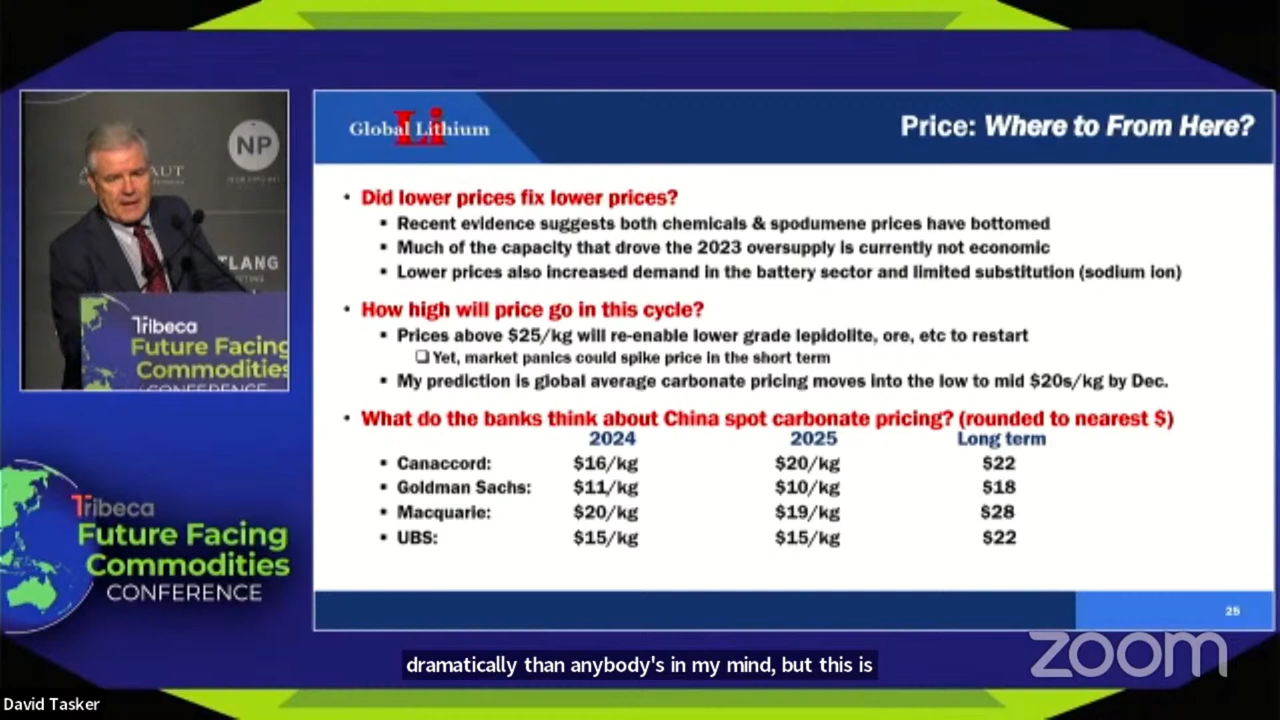 NP
AUT
TLANG
Tribeca
Future Facing
Commodities
CONFERENCE
Tribeca
Future Facing
Commodities
CONFERENCE
Global Lithium
Li
Price: Where to From Here?
• Did lower prices fix lower prices?
▪ Recent evidence suggests both chemicals & spodumene prices have bottomed
▪ Much of the capacity that drove the 2023 oversupply is currently not economic
▪ Lower prices also increased demand in the battery sector and limited substitution (sodium ion)
• How high will price go in this cycle?
▪ Prices above $25/kg will re-enable lower grade lepidolite, ore, etc to restart
❑ Yet, market panics could spike price in the short term
▪ My prediction is global average carbonate pricing moves into the low to mid $20s/kg by Dec.
• What do the banks think about China spot carbonate pricing? (rounded to nearest $)
2024 2025 Long term
▪ Canaccord: $16/kg $20/kg $22
▪ Goldman Sachs: $11/kg $10/kg $18
▪ Macquarie: $20/kg $19/kg $28
▪ UBS: $15/kg $15/kg $22
25
zoom
dramatically than anybody's in my mind, but this is
David Tasker